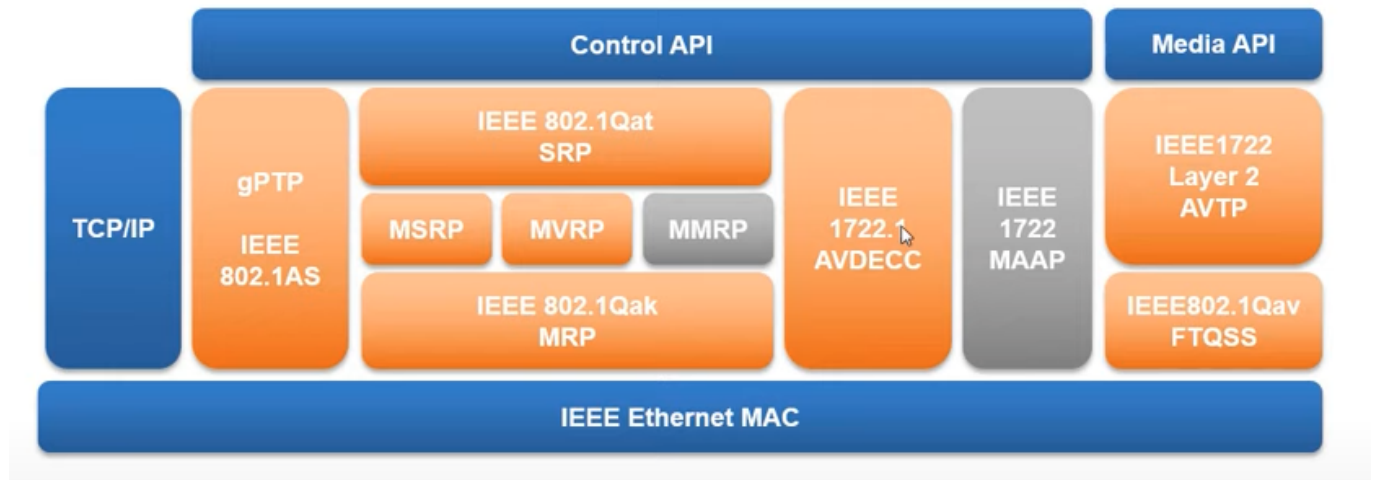 Control API
Media API
TCP/IP
gPTP
IEEE
802.1AS
IEEE 802.1Qat
SRP
MSRP
MVRP
MMRP
IEEE 802.1Qak
MRP
IEEE
1722.1
AVDECC
IEEE
1722
MAAP
IEEE1722
Layer 2
AVTP
IEEE802.1Qav
FTQSS
IEEE Ethernet MAC